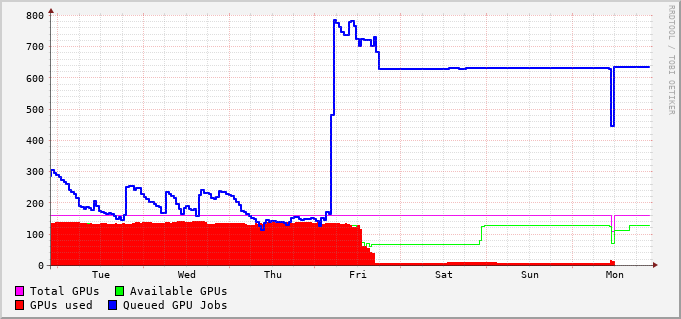 800
700
600
500
400
300
200
100
0
Tue Wed Thu Fri Sat Sun Mon
Total GPUs Available GPUs
GPUs used Queued GPU Jobs
RRDTOOL / TOBI OETIKER